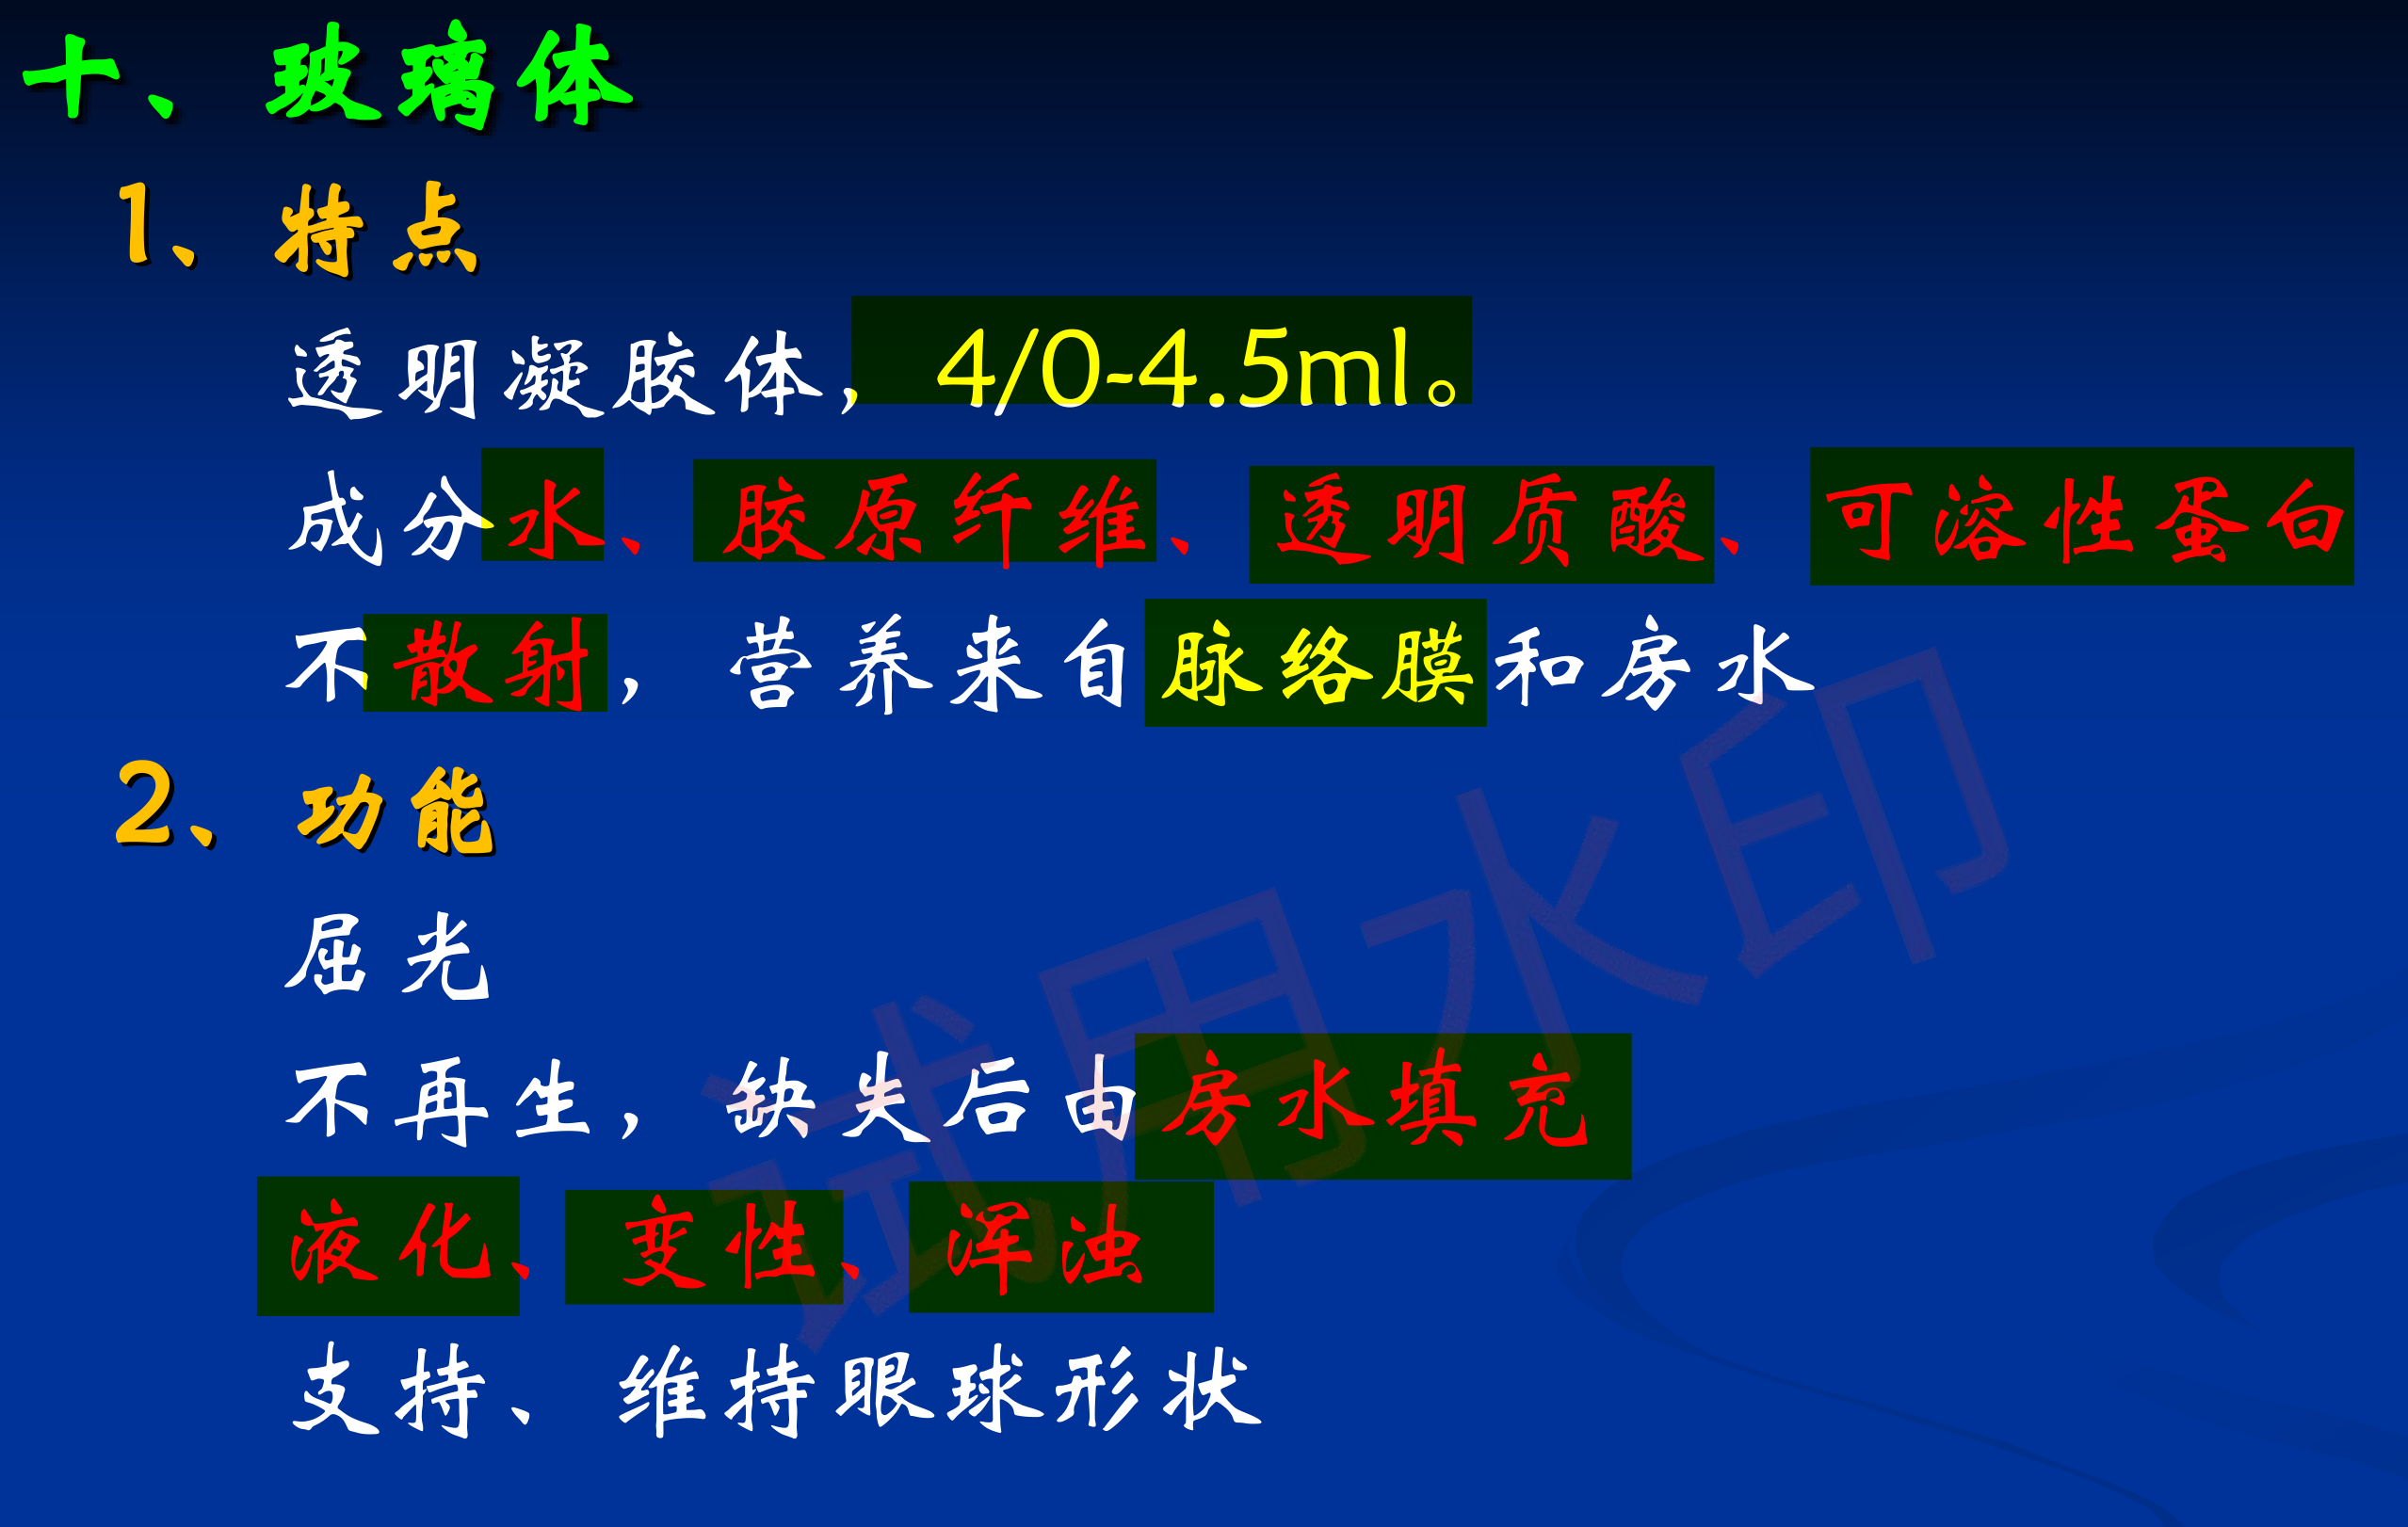 十、玻璃体
1、特点
透明凝胶体，4/0-4.5ml。
成分水、胶原纤维、透明质酸、可溶性蛋白
不散射，营养来自脉络膜和房水
2、功能
屈光
不再生，缺失后由房水填充
液化、变性、浑浊
支持、维持眼球形状
试用水印